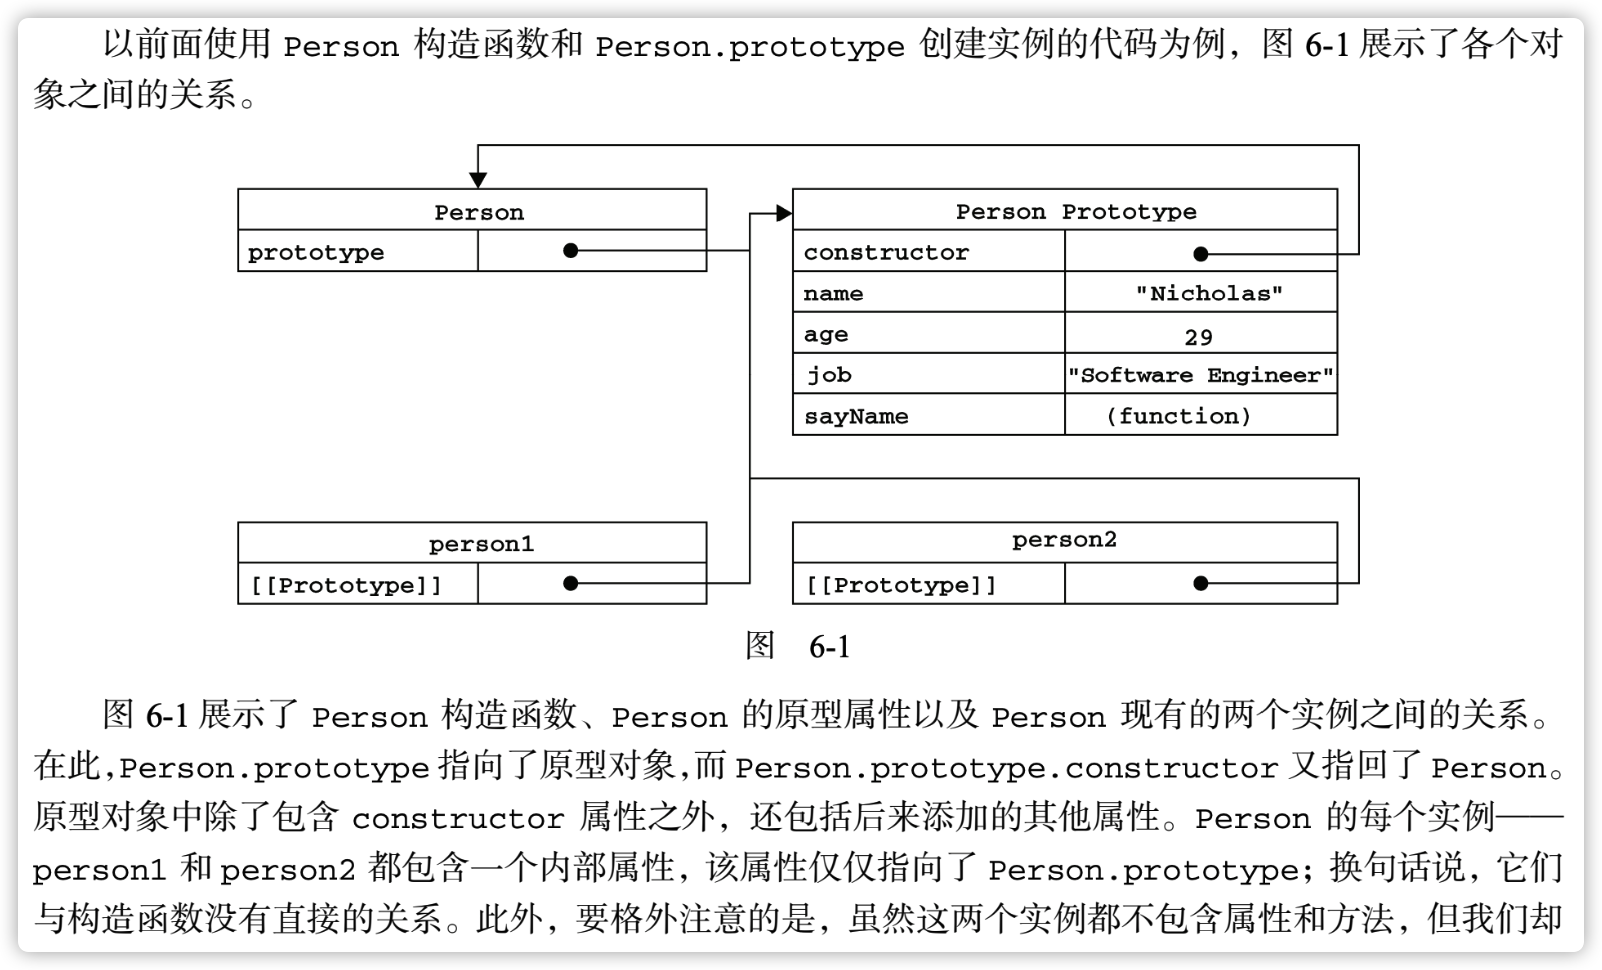 以前面使用 Person 构造函数和 Person.prototype 创建实例的代码为例，图 6-1 展示了各个对
象之间的关系。
Person
prototype
Person Prototype
constructor
name "Nicholas"
age 29
job "Software Engineer"
sayName (function)
person1
[[Prototype]]
person2
[[Prototype]]
图 6-1
图 6-1 展示了 Person 构造函数、Person 的原型属性以及 Person 现有的两个实例之间的关系。
在此，Person.prototype 指向了原型对象，而 Person.prototype.constructor 又指回了 Person。
原型对象中除了包含 constructor 属性之外，还包括后来添加的其他属性。Person 的每个实例——
person1 和 person2 都包含一个内部属性，该属性仅仅指向了 Person.prototype；换句话说，它们
与构造函数没有直接的关系。此外，要格外注意的是，虽然这两个实例都不包含属性和方法，但我们却